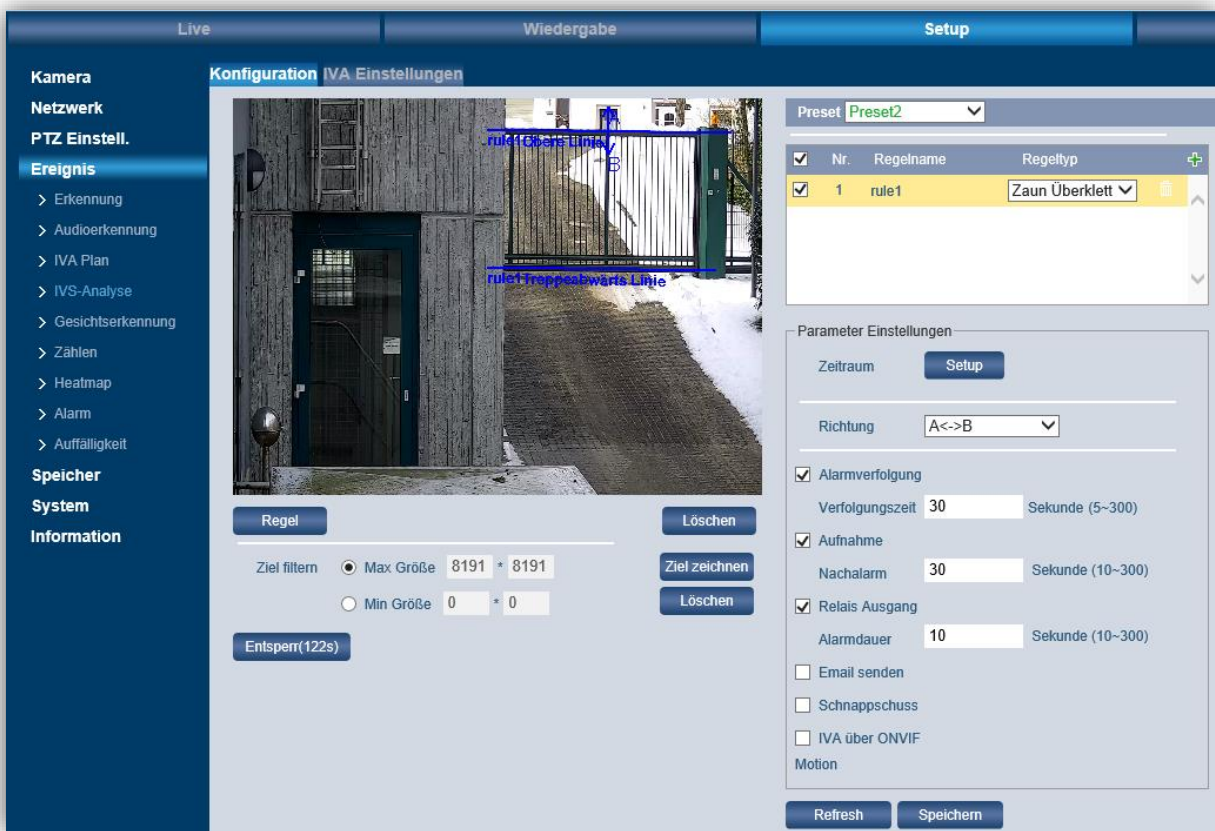 Live
Wiedergabe
Setup
Kamera
Netzwerk
PTZ Einstell.
Ereignis
Erkennung
Audioerkennung
IVA Plan
IVS-Analyse
Gesichtserkennung
Zählen
Heatmap
Alarm
Auffälligkeit
Speicher
System
Information
Konfiguration
IVA Einstellungen
A
rule1Obere Linie
B
rule1Treppeabwärts Linie
Regel
Löschen
Ziel filtern Max Größe 8191 * 8191
Ziel zeichnen
Min Größe 0 * 0
Löschen
Entsperr(122s)
Preset Preset2
Nr. Regelname Regeltyp
1 rule1 Zaun Überklett
Parameter Einstellungen
Zeitraum Setup
Richtung A<->B
Alarmverfolgung
Verfolgungszeit 30 Sekunde (5~300)
Aufnahme
Nachalarm 30 Sekunde (10~300)
Relais Ausgang
Alarmdauer 10 Sekunde (10~300)
Email senden
Schnappschuss
IVA über ONVIF
Motion
Refresh Speichern